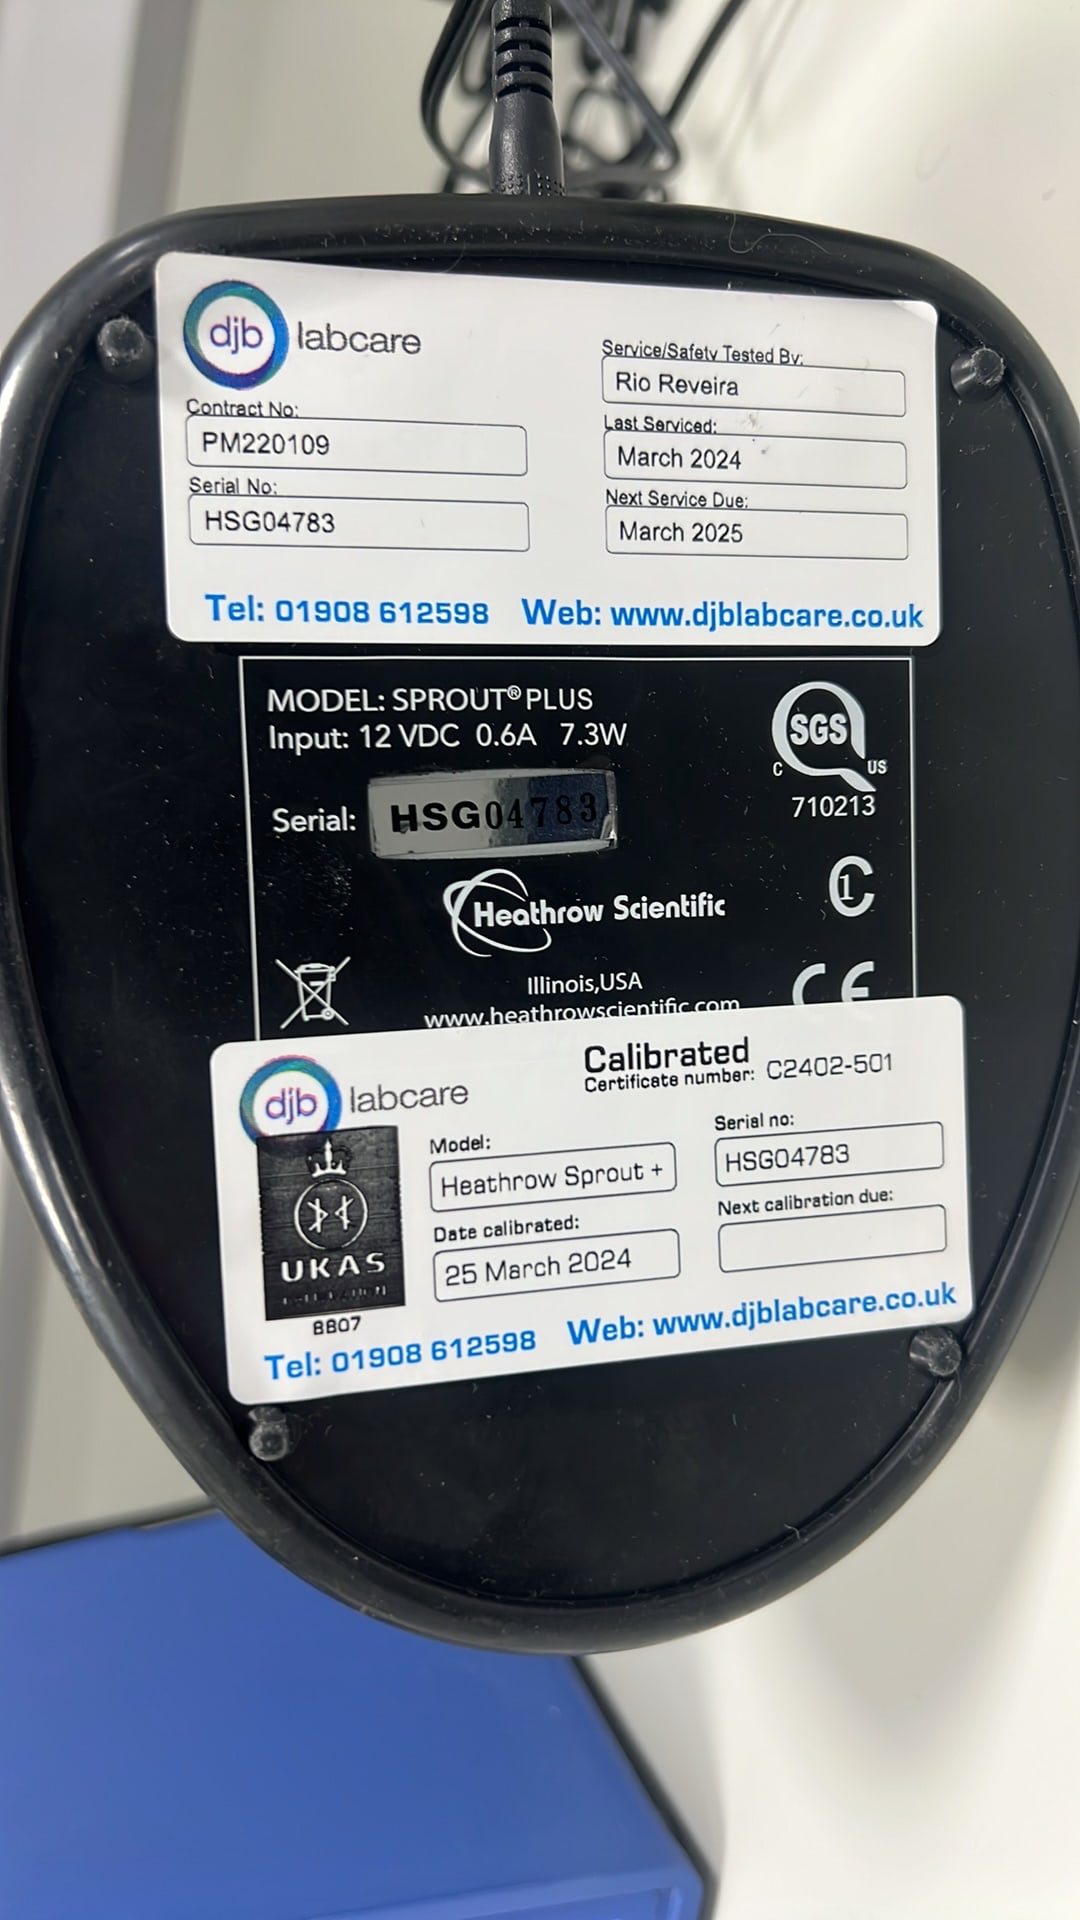 djb labcare
Contract No:
PM220109
Serial No:
HSG04783
Service/Safety Tested By:
Rio Reveira
Last Serviced:
March 2024
Next Service Due:
March 2025
Tel: 01908 612598 Web: www.djblabcare.co.uk
MODEL: SPROUT® PLUS
Input: 12 VDC 0.6A 7.3W
Serial: HSG04783
SGS
C US
710213
Heathrow Scientific
Illinois,USA
www.heathrowscientific.com
CE
djb labcare
Calibrated
Certificate number: C2402-501
Model:
Heathrow Sprout +
Serial no:
HSG04783
Date calibrated:
25 March 2024
Next calibration due:
UKAS
8807
Tel: 01908 612598 Web: www.djblabcare.co.uk